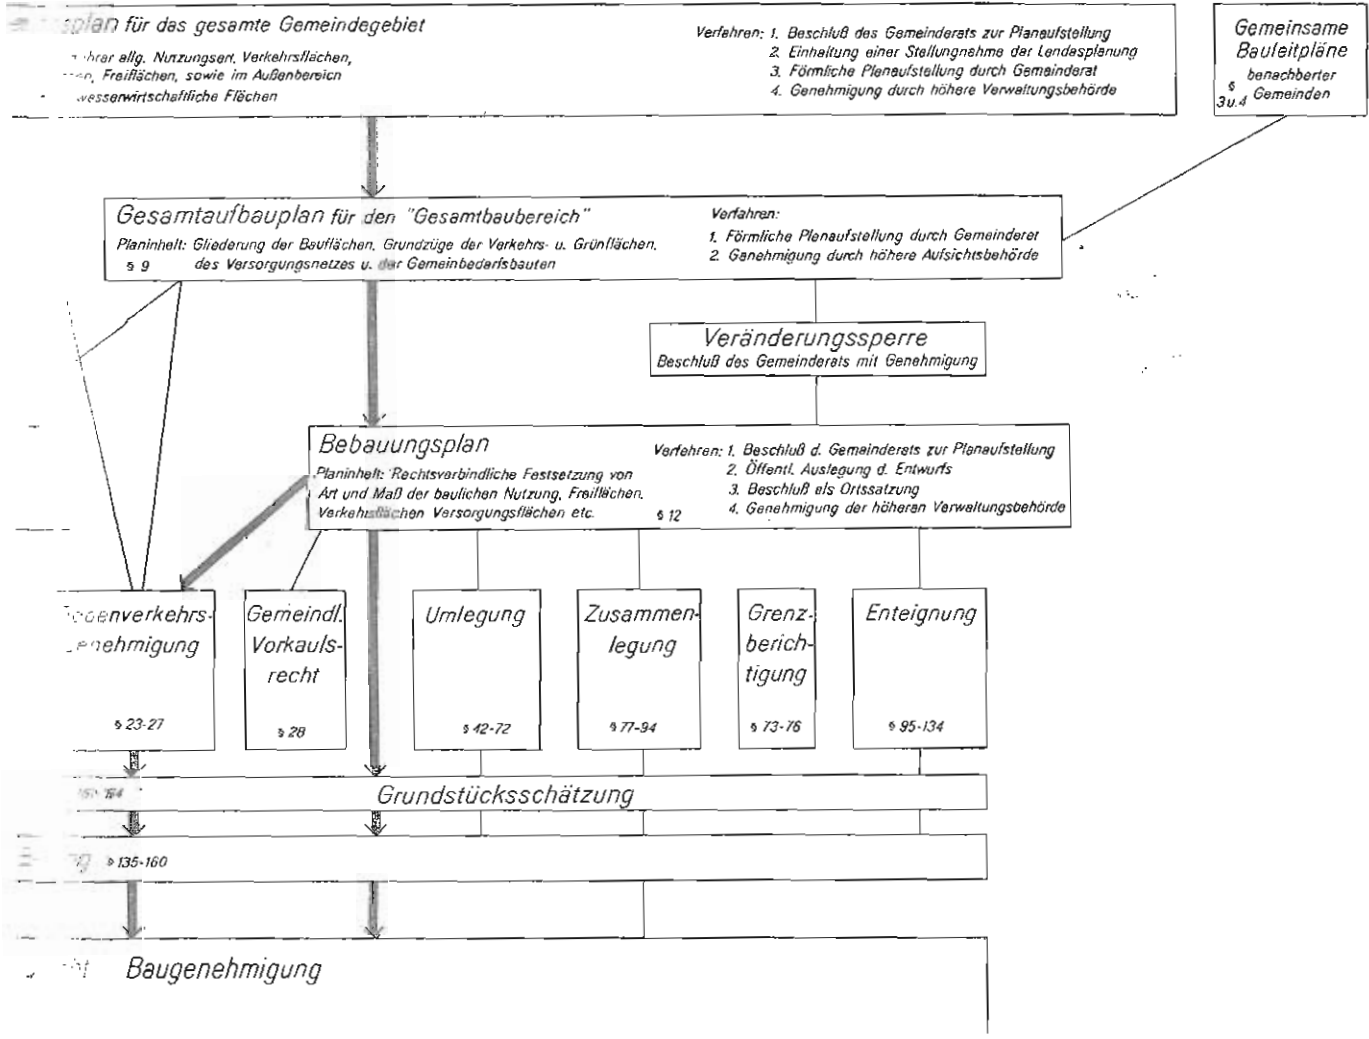 für das gesamte Gemeindegebiet
allg. Nutzungsart, Verkehrsflächen,
Freiflächen, sowie im Außenbereich
wasserwirtschaftliche Flächen
Verfahren: 1. Beschluß des Gemeinderats zur Planaufstellung
2. Einhaltung einer Stellungnahme der Landesplanung
3. Förmliche Planaufstellung durch Gemeinderat
4. Genehmigung durch höhere Verwaltungsbehörde
Gemeinsame
Bauleitpläne
benachbarter
§ 3u.4 Gemeinden
Gesamtaufbauplan für den "Gesamtbaubereich"
Planinhalt: Gliederung der Bauflächen, Grundzüge der Verkehrs- u. Grünflächen,
§ 9 des Versorgungsnetzes u. der Gemeinbedarfsbauten
Verfahren:
1. Förmliche Planaufstellung durch Gemeinderat
2. Genehmigung durch höhere Aufsichtsbehörde
Veränderungssperre
Beschluß des Gemeinderats mit Genehmigung
Bebauungsplan
Planinhalt: Rechtsverbindliche Festsetzung von
Art und Maß der baulichen Nutzung, Freiflächen,
Verkehrsflächen Versorgungsflächen etc. § 12
Verfahren: 1. Beschluß d. Gemeinderats zur Planaufstellung
2. Öffentl. Auslegung d. Entwurfs
3. Beschluß als Ortssatzung
4. Genehmigung der höheren Verwaltungsbehörde
Bodenverkehrs-
genehmigung
§ 23-27
Gemeindl.
Vorkaufs-
recht
§ 28
Umlegung
§ 42-72
Zusammen-
legung
§ 77-94
Grenz-
berich-
tigung
§ 73-76
Enteignung
§ 95-134
Grundstücksschätzung
§ 135-160
Baugenehmigung